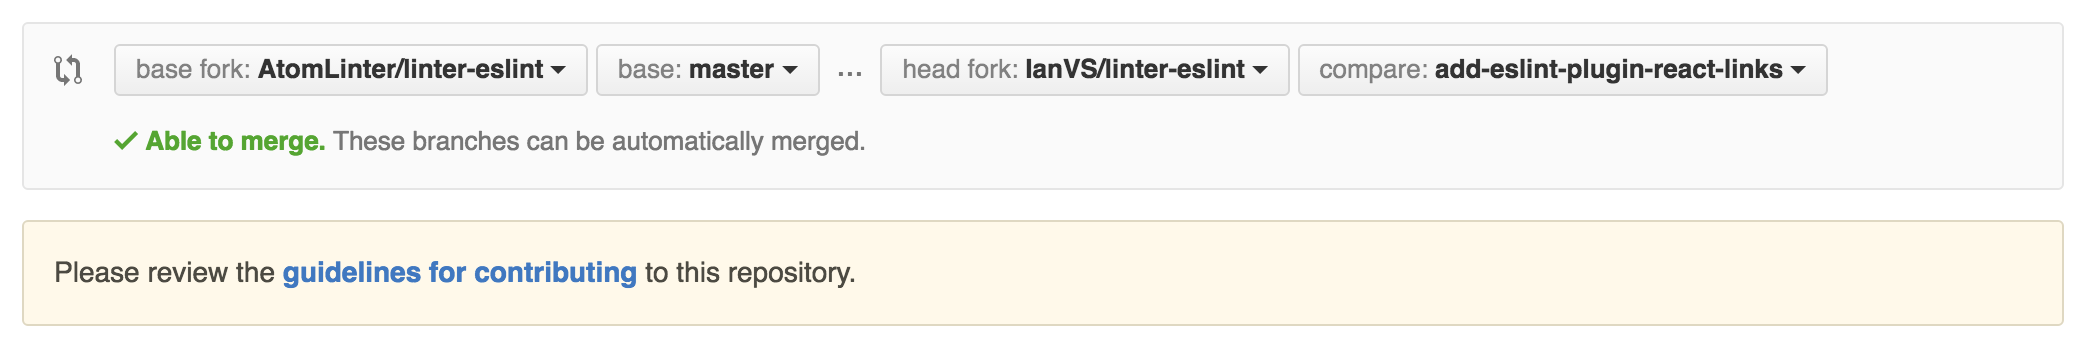 base fork: AtomLinter/linter-eslint base: master ... head fork: IanVS/linter-eslint compare: add-eslint-plugin-react-links
Able to merge. These branches can be automatically merged.
Please review the guidelines for contributing to this repository.